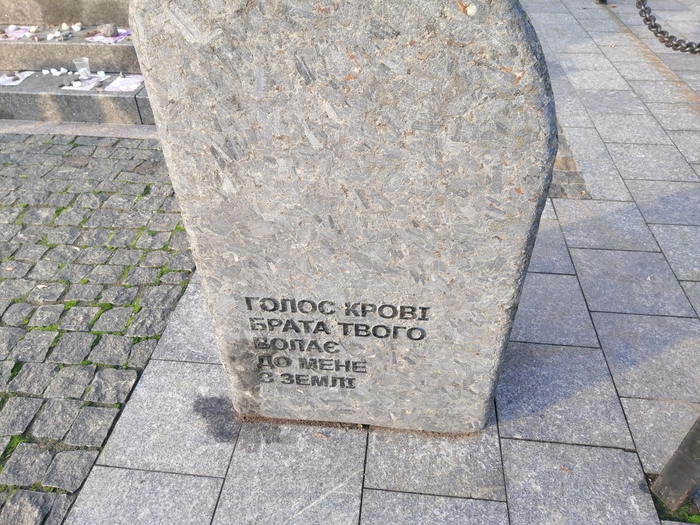 ГОЛОС КРОВІ
БРАТА ТВОГО
ВОЛАЄ
ДО МЕНЕ
З ЗЕМЛІ